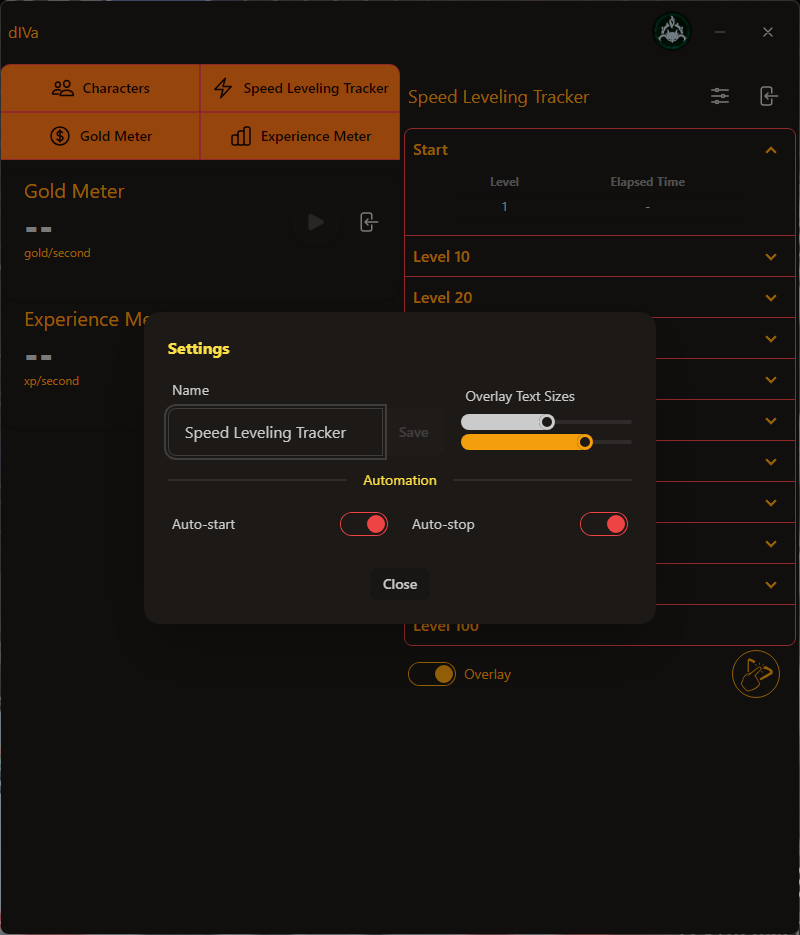 dIVa
Characters
Speed Leveling Tracker
Gold Meter
Experience Meter
Gold Meter
--
gold/second
Experience Me
--
xp/second
Speed Leveling Tracker
Start
Level
Elapsed Time
1
-
Level 10
Level 20
Settings
Name
Speed Leveling Tracker
Save
Overlay Text Sizes
Automation
Auto-start
Auto-stop
Close
Level 100
Overlay